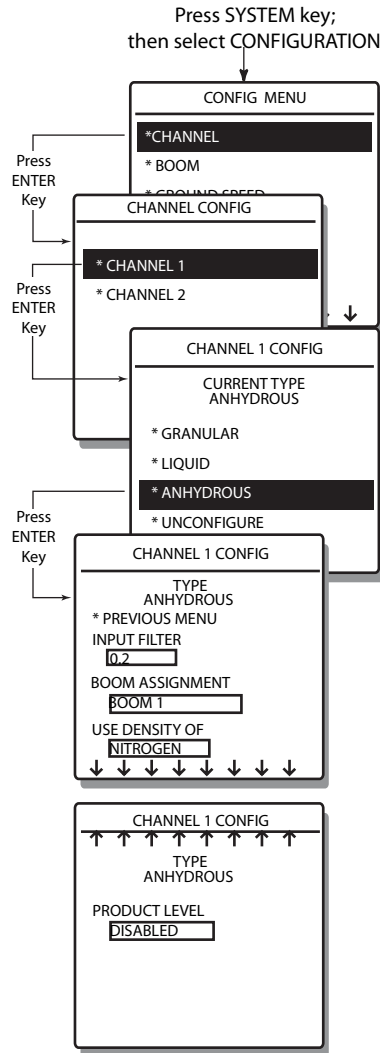 Press SYSTEM key;
then select CONFIGURATION
CONFIG MENU
*CHANNEL
* BOOM
* GROUND SPEED
Press
ENTER
Key
CHANNEL CONFIG
* CHANNEL 1
* CHANNEL 2
Press
ENTER
Key
↓
CHANNEL 1 CONFIG
CURRENT TYPE
ANHYDROUS
* GRANULAR
* LIQUID
* ANHYDROUS
* UNCONFIGURE
Press
ENTER
Key
CHANNEL 1 CONFIG
TYPE
ANHYDROUS
* PREVIOUS MENU
INPUT FILTER
0.2
BOOM ASSIGNMENT
BOOM 1
USE DENSITY OF
NITROGEN
↓ ↓ ↓ ↓ ↓ ↓ ↓ ↓
CHANNEL 1 CONFIG
↑ ↑ ↑ ↑ ↑ ↑ ↑ ↑
TYPE
ANHYDROUS
PRODUCT LEVEL
DISABLED